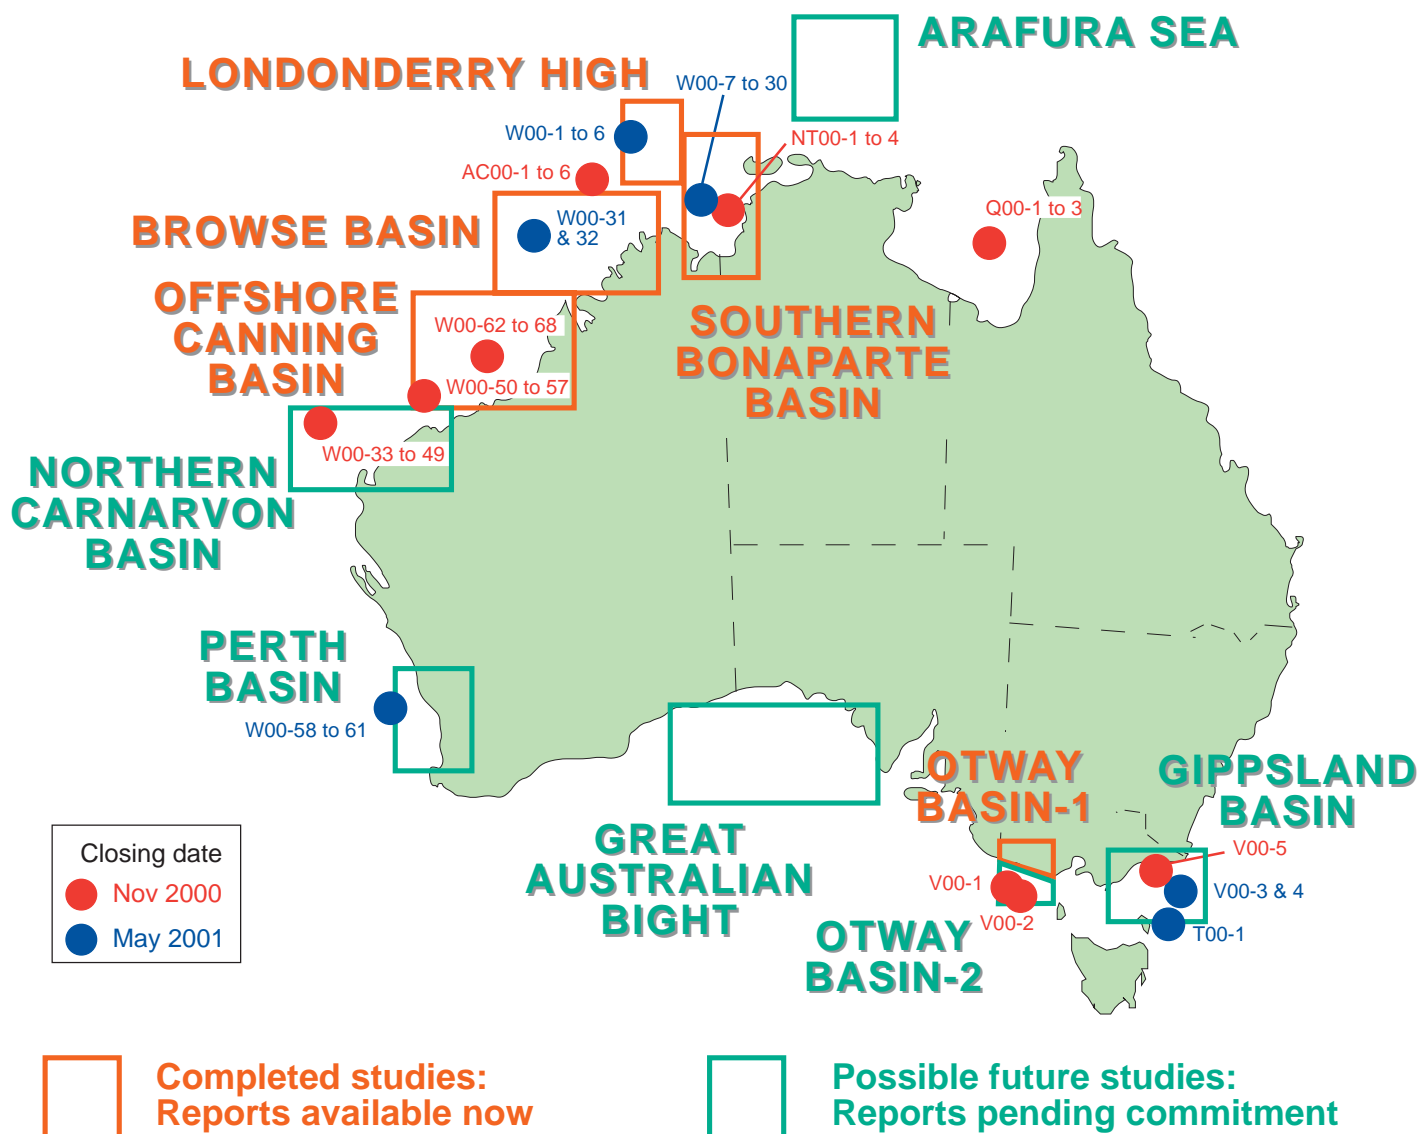 ARAFURA SEA
LONDONDERRY HIGH
W00-7 to 30
W00-1 to 6
NT00-1 to 4
AC00-1 to 6
Q00-1 to 3
BROWSE BASIN
W00-31
& 32
OFFSHORE
CANNING
BASIN
W00-62 to 68
W00-50 to 57
SOUTHERN
BONAPARTE
BASIN
W00-33 to 49
NORTHERN
CARNARVON
BASIN
PERTH
BASIN
W00-58 to 61
OTWAY
BASIN-1
GIPPSLAND
BASIN
GREAT
AUSTRALIAN
BIGHT
V00-5
V00-1
V00-3 & 4
V00-2
T00-1
OTWAY
BASIN-2
Closing date
Nov 2000
May 2001
Completed studies:
Reports available now
Possible future studies:
Reports pending commitment